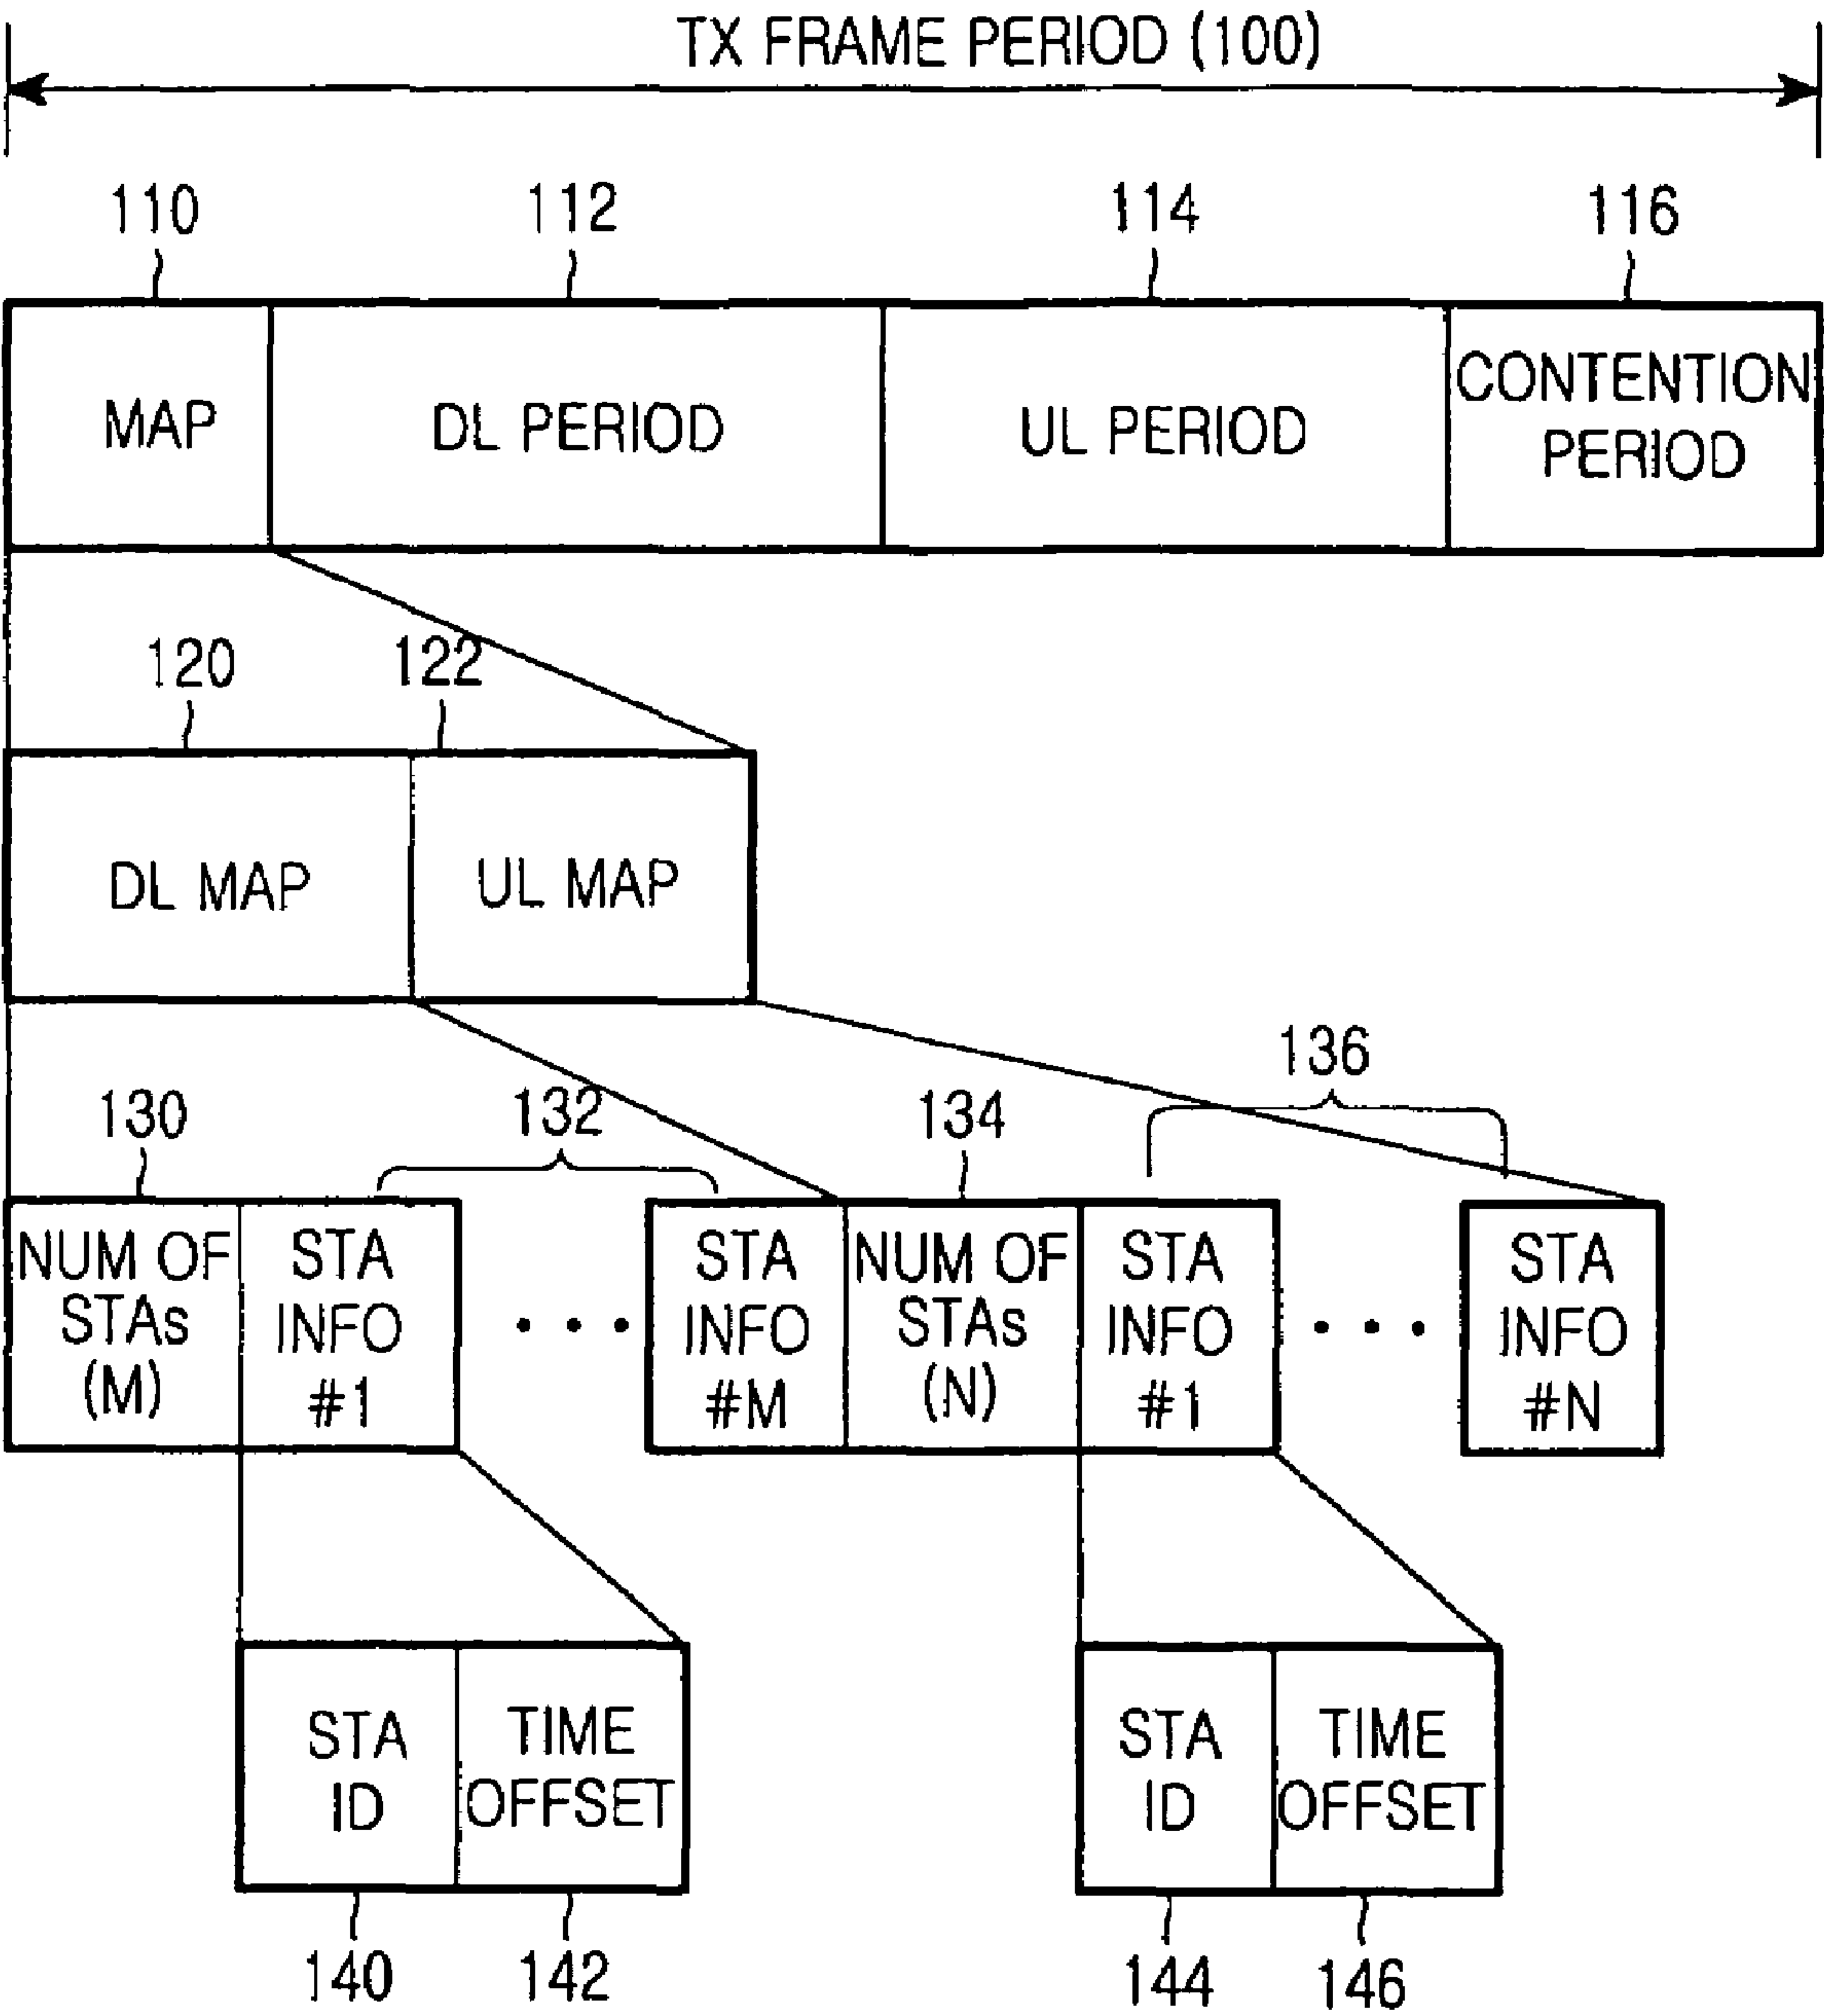 TX FRAME PERIOD (100)
110
112
114
116
MAP
DL PERIOD
UL PERIOD
CONTENTION
PERIOD
120
122
DL MAP
UL MAP
136
130
132
134
NUM OF
STAs
(M)
STA
INFO
#1
• • •
STA
INFO
#M
NUM OF
STAs
(N)
STA
INFO
#1
• • •
STA
INFO
#N
STA
ID
TIME
OFFSET
STA
ID
TIME
OFFSET
140
142
144
146